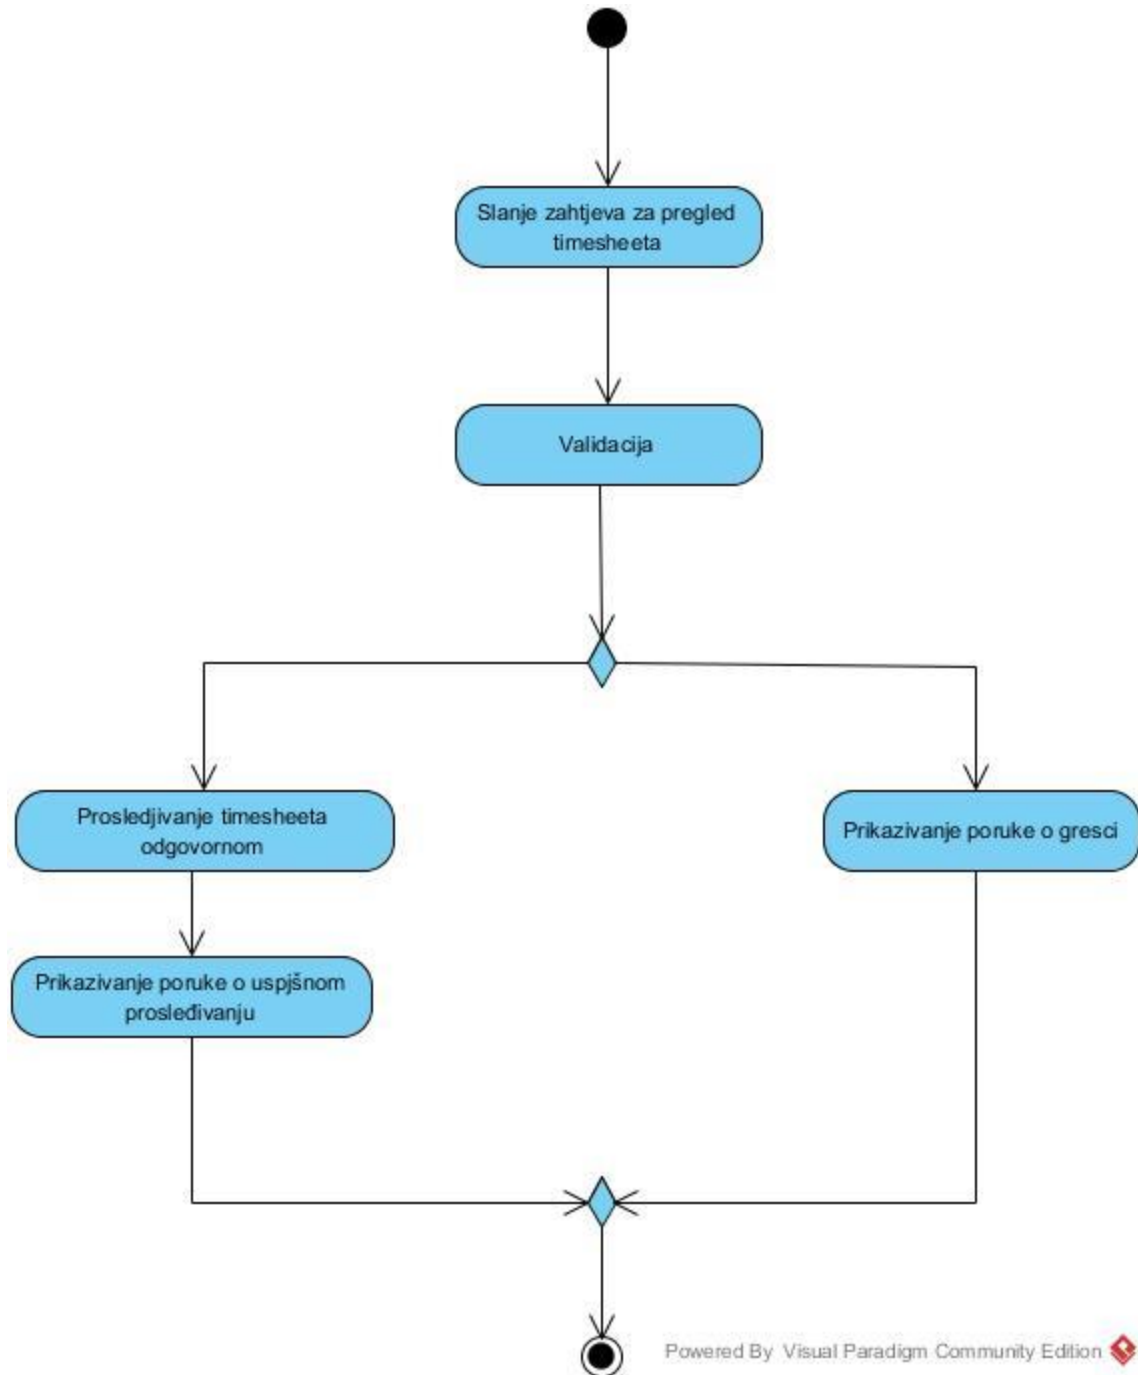 Slanje zahtjeva za pregled
timesheeta
Validacija
Prosledjivanje timesheeta
odgovornom
Prikazivanje poruke o gresci
Prikazivanje poruke o uspjšnom
prosleđivanju
Powered By Visual Paradigm Community Edition